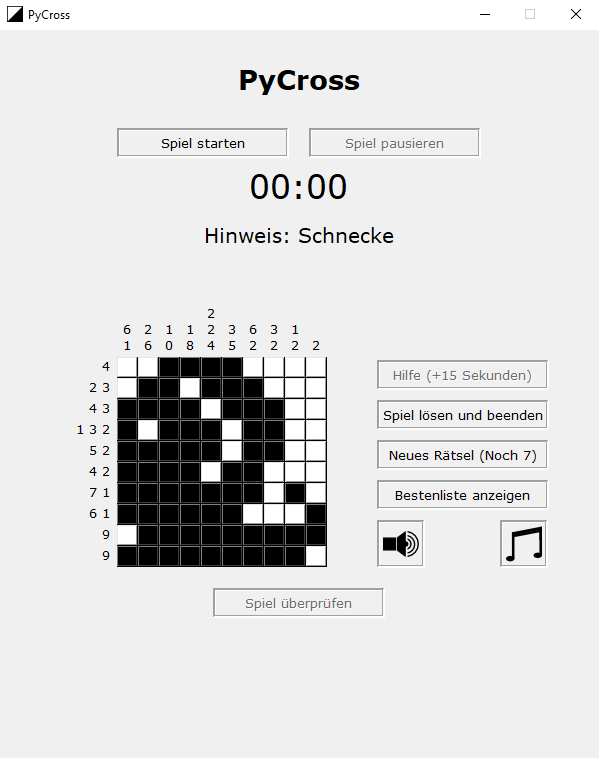 PyCross
PyCross
Spiel starten Spiel pausieren
00:00
Hinweis: Schnecke
2
6 2 1 1 2 3 6 3 1
1 6 0 8 4 5 2 2 2 2
4
2 3
4 3
1 3 2
5 2
4 2
7 1
6 1
9
9
Hilfe (+15 Sekunden)
Spiel lösen und beenden
Neues Rätsel (Noch 7)
Bestenliste anzeigen
Spiel überprüfen